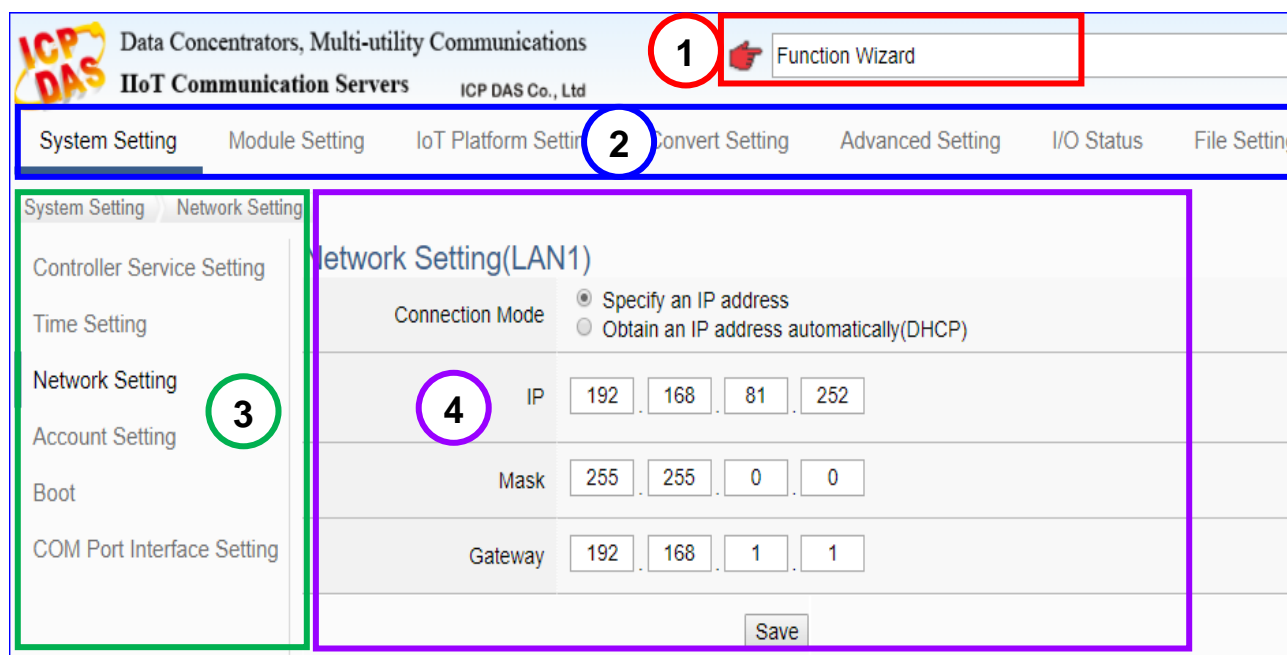 ICP DAS
Data Concentrators, Multi-utility Communications
IIoT Communication Servers ICP DAS Co., Ltd
1
Function Wizard
System Setting Module Setting IoT Platform Settin 2 Convert Setting Advanced Setting I/O Status File Setting
System Setting Network Setting
Controller Service Setting
Time Setting
Network Setting
Account Setting
Boot
COM Port Interface Setting
3
Network Setting(LAN1)
Connection Mode Specify an IP address
Obtain an IP address automatically(DHCP)
4
IP 192 . 168 . 81 . 252
Mask 255 . 255 . 0 . 0
Gateway 192 . 168 . 1 . 1
Save